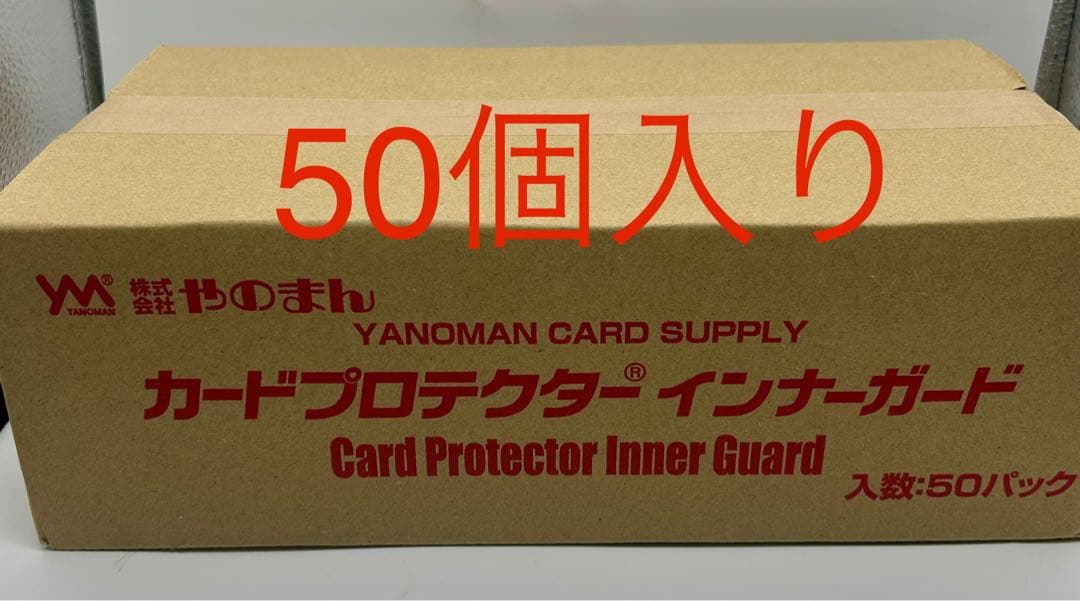 50個入り
YM® YANOMAN 株式会社 やのまん
YANOMAN CARD SUPPLY
カードプロテクター® インナーガード
Card Protector Inner Guard
入数:50パック